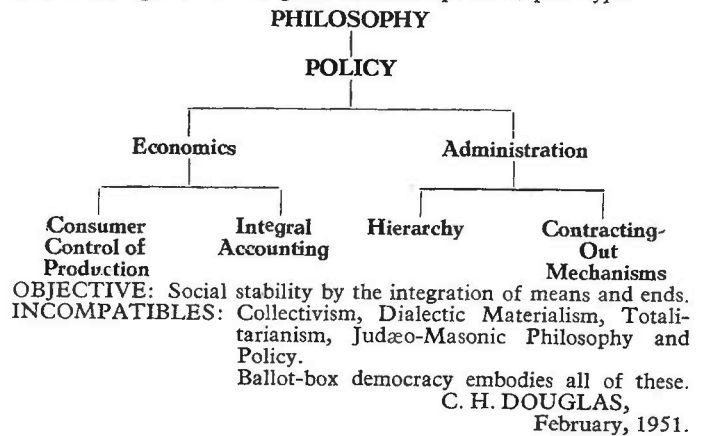 PHILOSOPHY
POLICY
Economics
Administration
Consumer
Control of
Production
Integral
Accounting
Hierarchy
Contracting-
Out
Mechanisms
OBJECTIVE: Social stability by the integration of means and ends.
INCOMPATIBLES: Collectivism, Dialectic Materialism, Totali-
tarianism, Judæo-Masonic Philosophy and
Policy.
Ballot-box democracy embodies all of these.
C. H. DOUGLAS,
February, 1951.